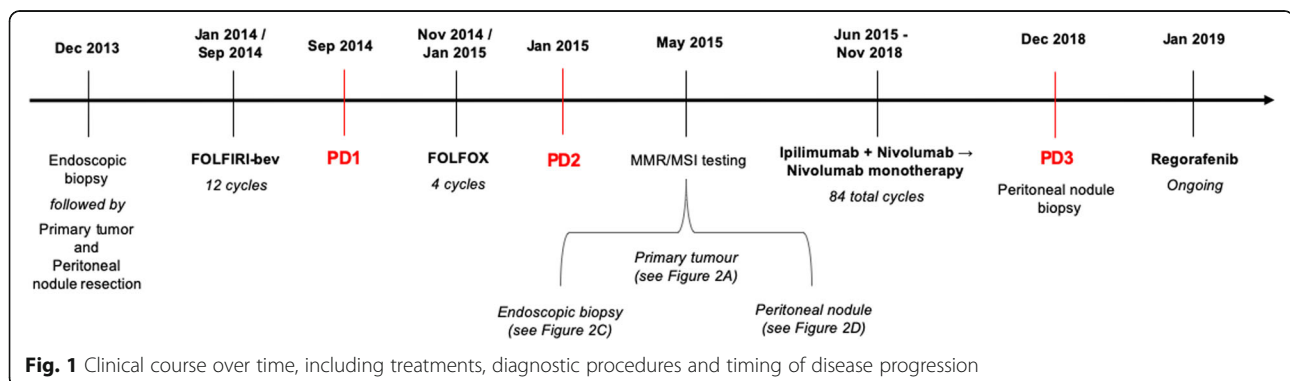 Dec 2013
Jan 2014 /
Sep 2014
Sep 2014
Nov 2014 /
Jan 2015
Jan 2015
May 2015
Jun 2015 -
Nov 2018
Dec 2018
Jan 2019
Endoscopic
biopsy
followed by
Primary tumor
and
Peritoneal
nodule resection
FOLFIRI-bev
12 cycles
PD1
FOLFOX
4 cycles
PD2
MMR/MSI testing
Primary tumour
(see Figure 2A)
Endoscopic biopsy
(see Figure 2C)
Peritoneal nodule
(see Figure 2D)
Ipilimumab + Nivolumab →
Nivolumab monotherapy
84 total cycles
PD3
Peritoneal nodule
biopsy
Regorafenib
Ongoing
Fig. 1 Clinical course over time, including treatments, diagnostic procedures and timing of disease progression